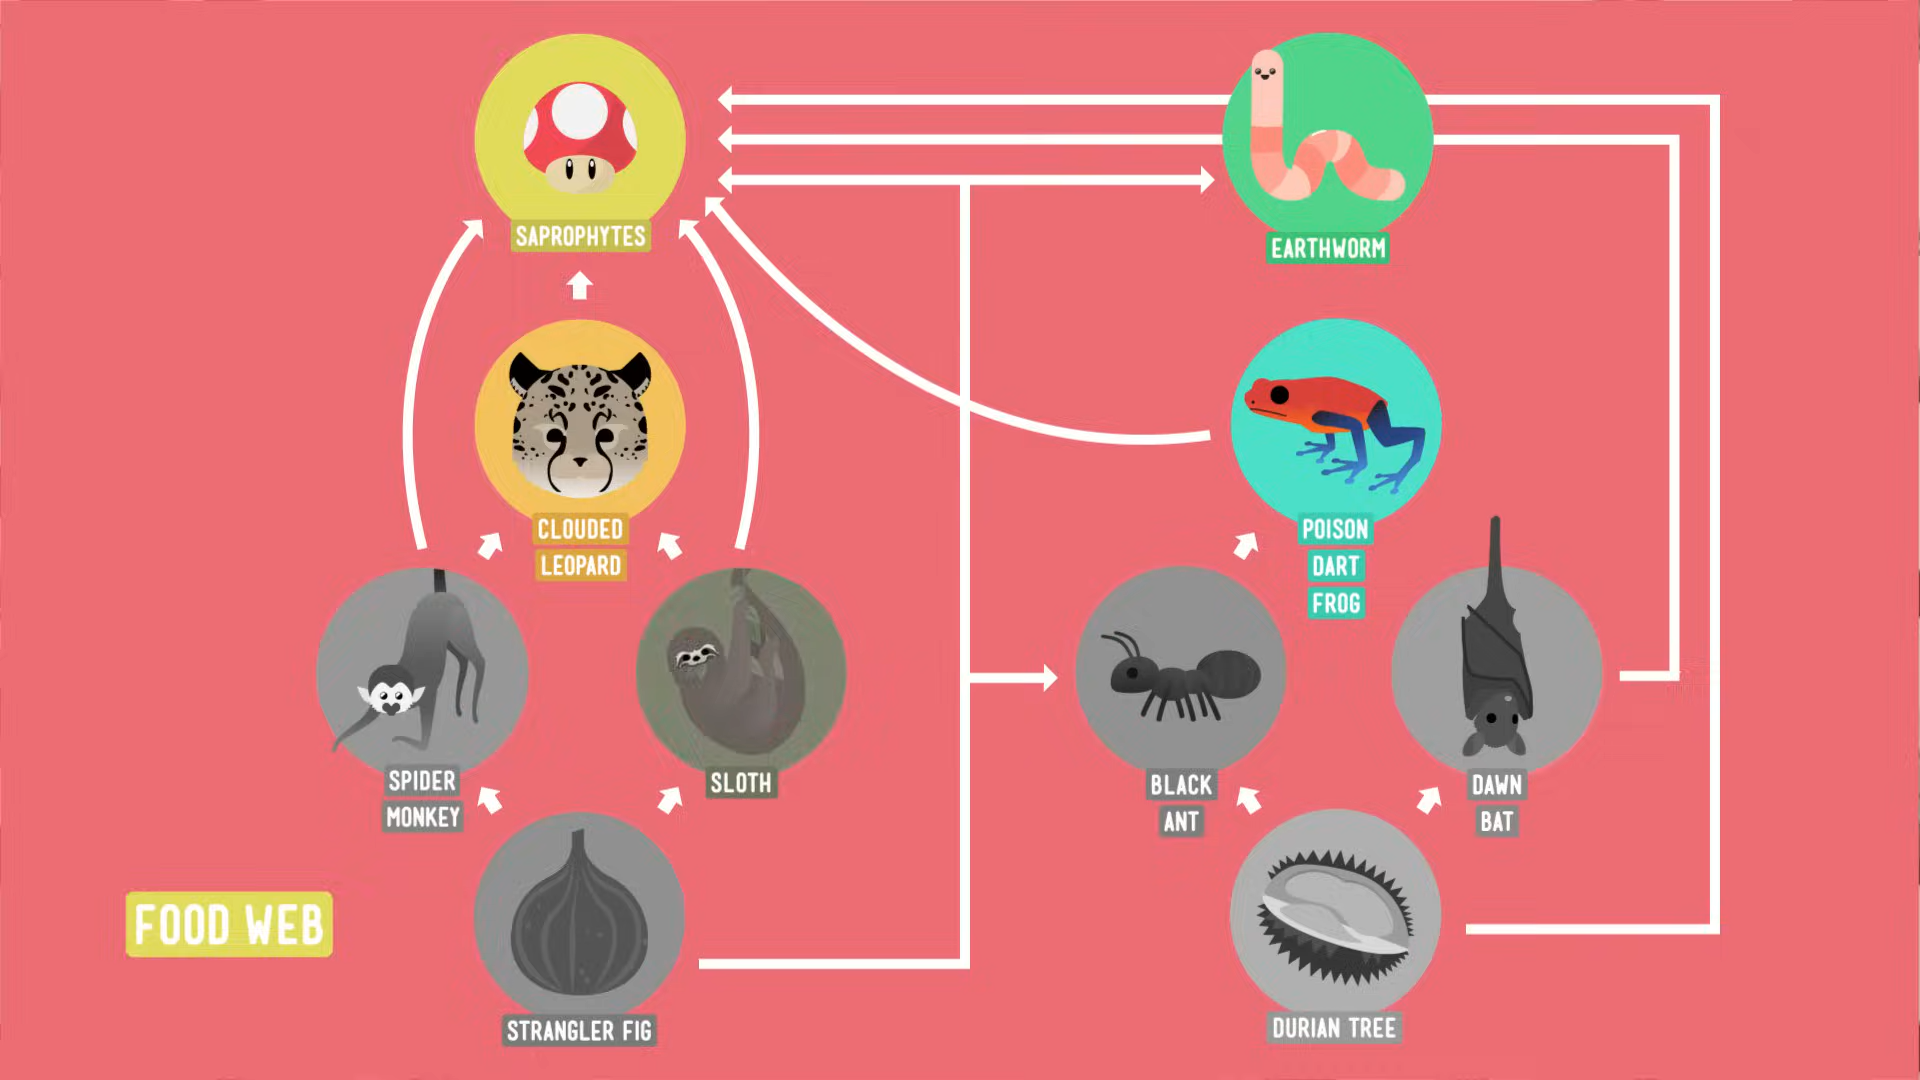 SAPROPHYTES
EARTHWORM
CLOUDED
LEOPARD
POISON
DART
FROG
SPIDER
MONKEY
SLOTH
BLACK
ANT
DAWN
BAT
FOOD WEB
STRANGLER FIG
DURIAN TREE